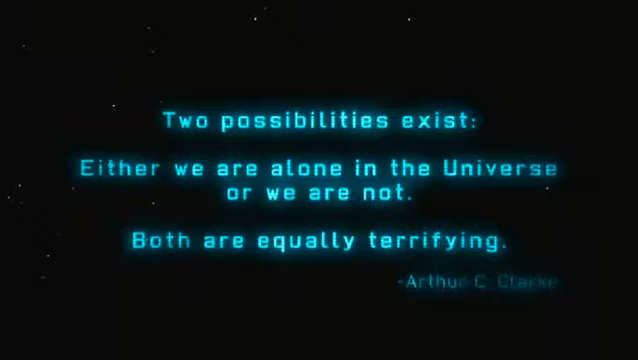 Two possibilities exist:
Either we are alone in the Universe
or we are not.
Both are equally terrifying.
-Arthur C. Clarke